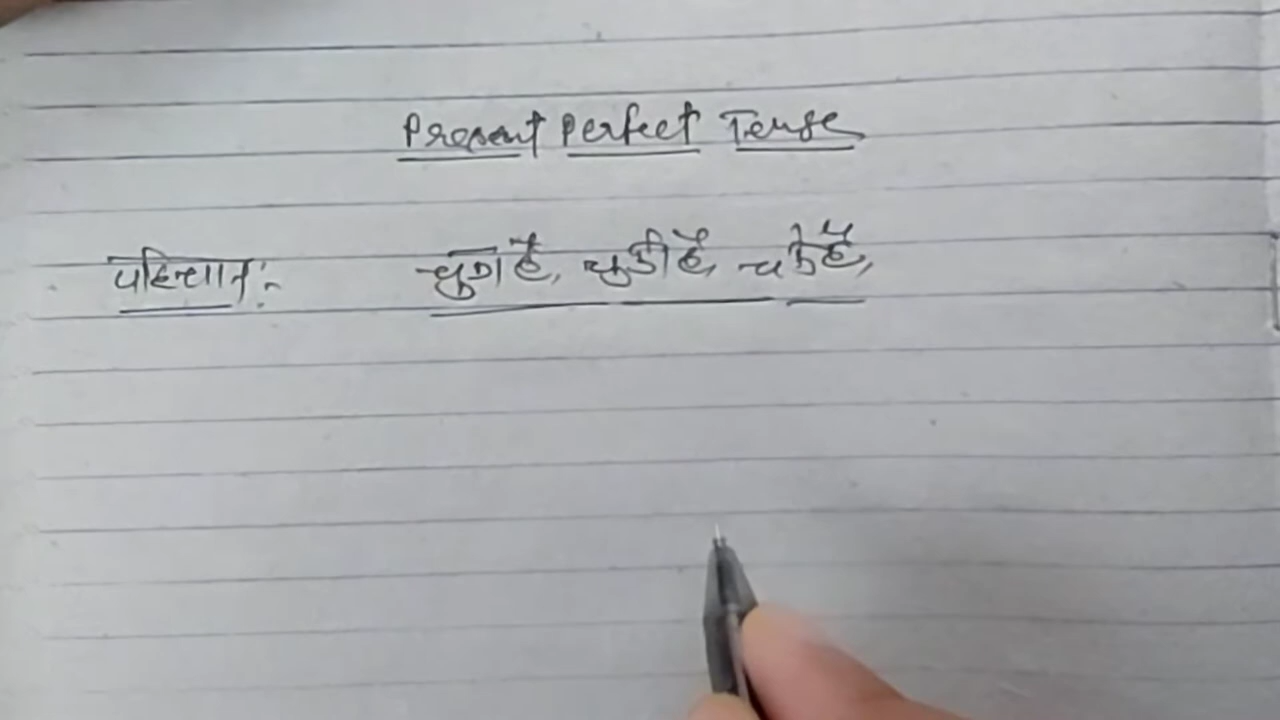 Present Perfect Tense
पहिचान:- चुका है, चुकी है, चुके हैं,